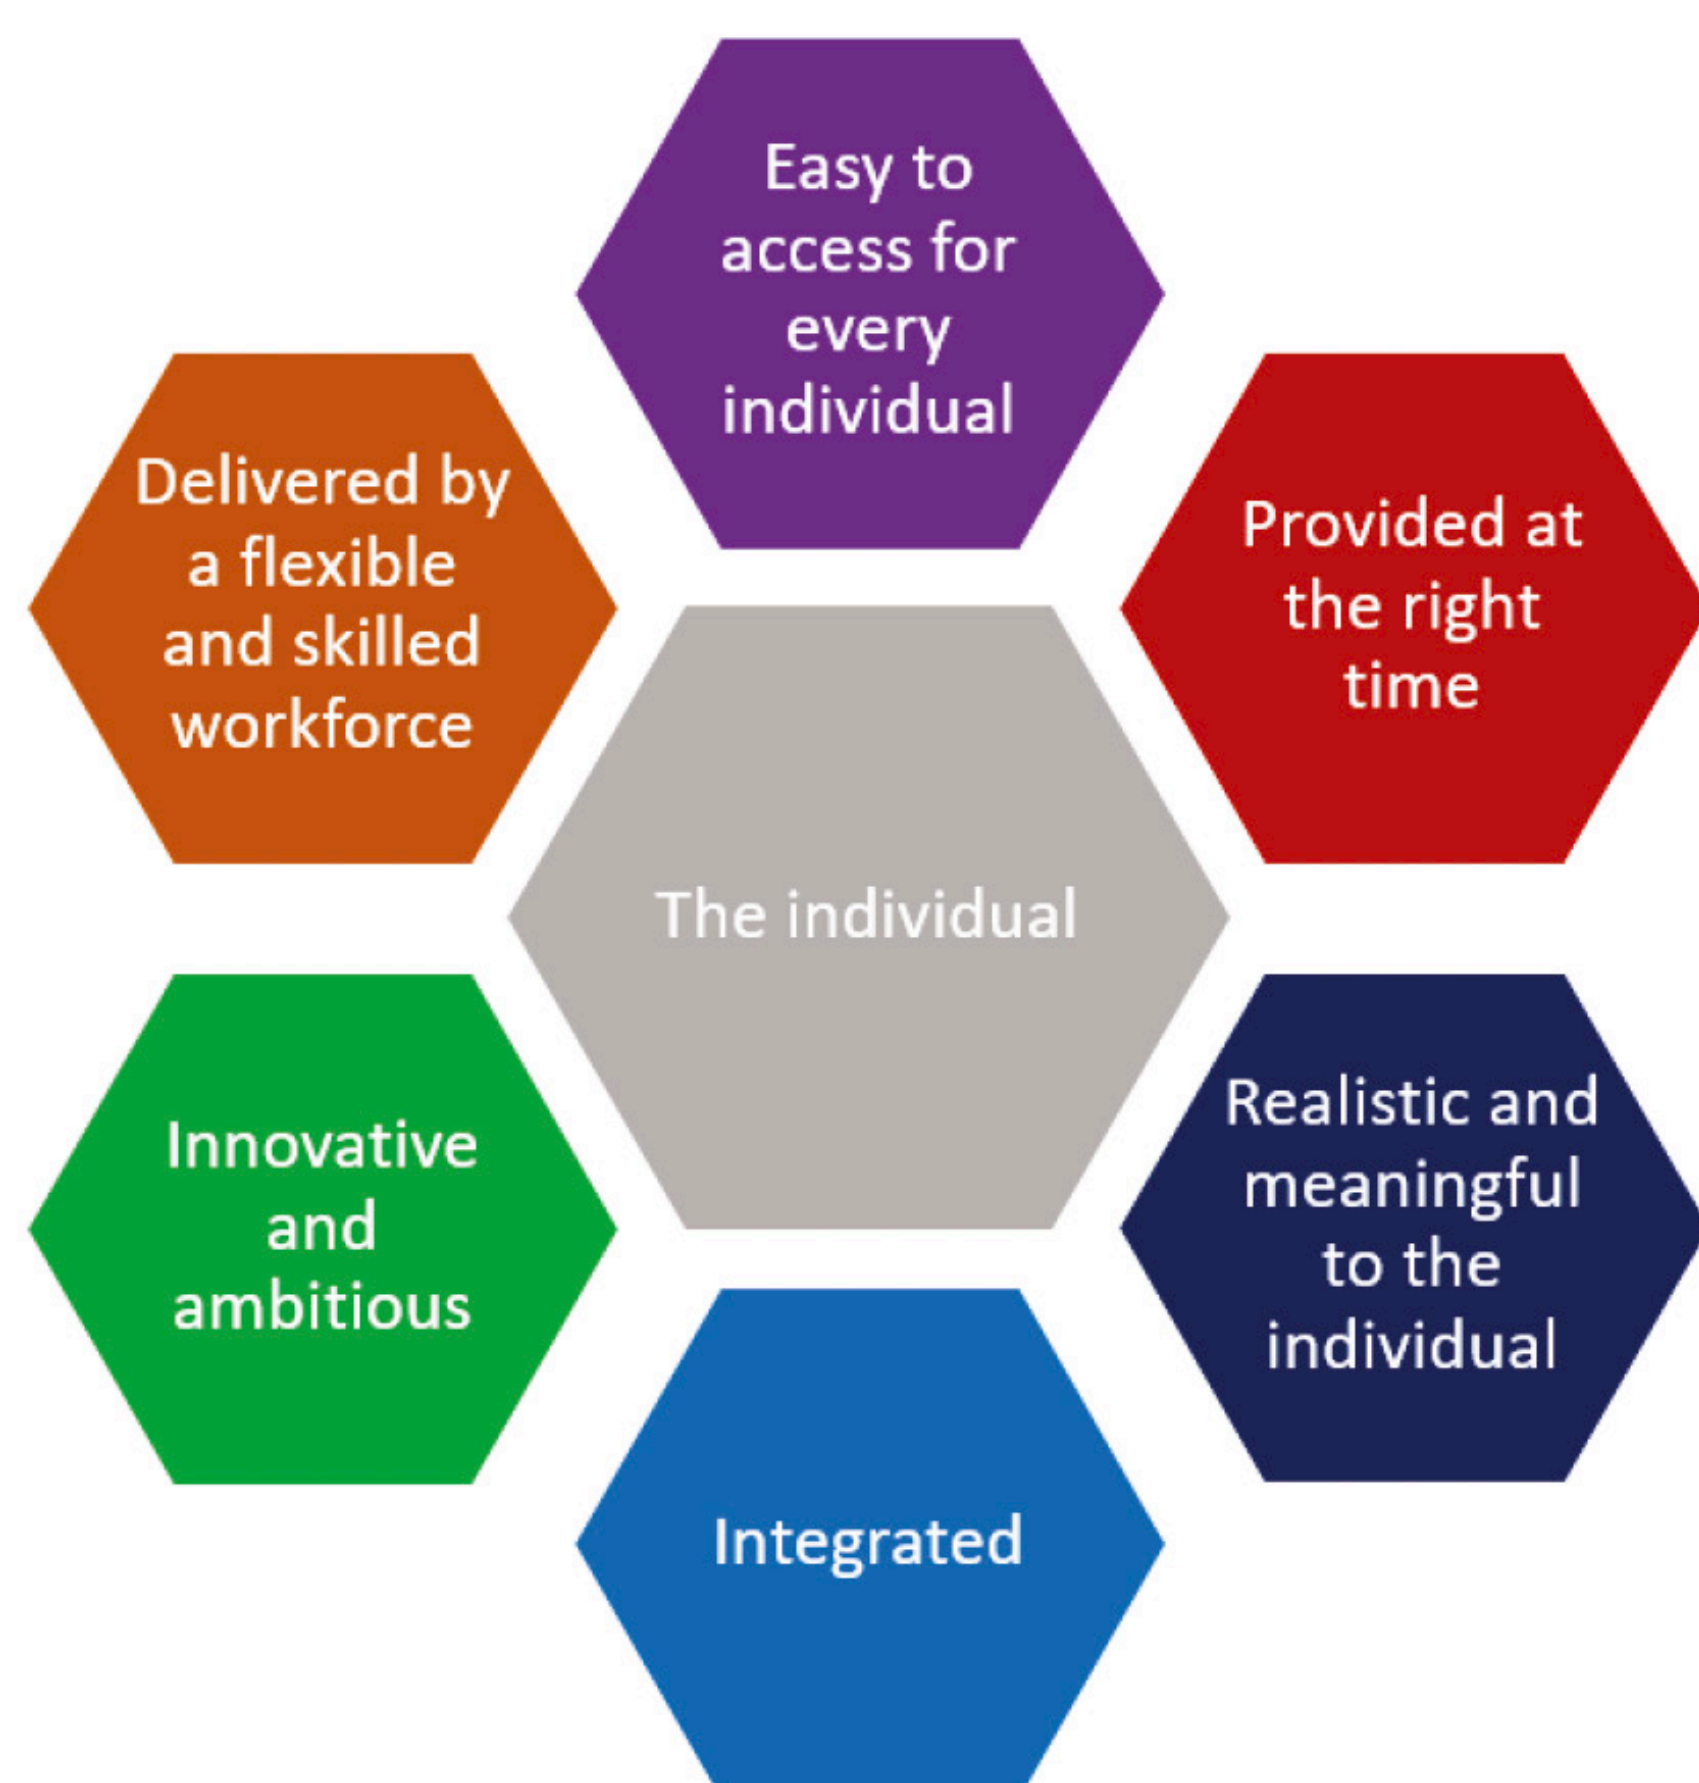 Easy to
access for
every
individual
Provided at
the right
time
Realistic and
meaningful
to the
individual
Integrated
Innovative
and
ambitious
Delivered by
a flexible
and skilled
workforce
The individual